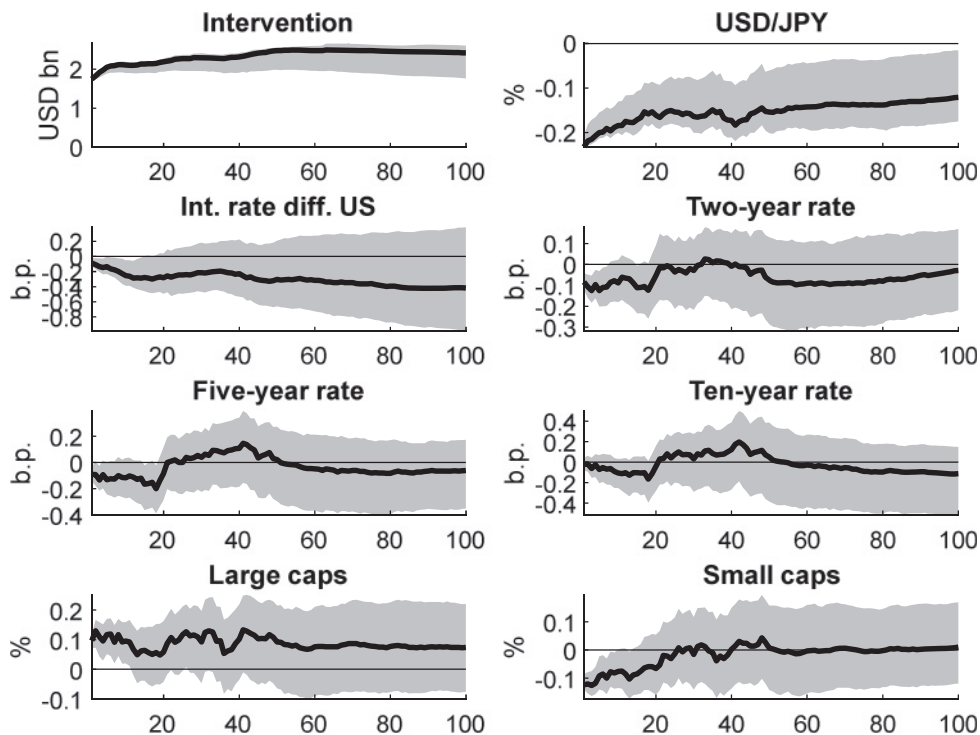 Intervention
USD bn
2
1
0
20 40 60 80 100
USD/JPY
%
0
-0.1
-0.2
20 40 60 80 100
Int. rate diff. US
b.p.
0.2
0
-0.2
-0.4
-0.6
-0.8
20 40 60 80 100
Two-year rate
b.p.
0.1
0
-0.1
-0.2
-0.3
20 40 60 80 100
Five-year rate
b.p.
0.2
0
-0.2
-0.4
20 40 60 80 100
Ten-year rate
b.p.
0.4
0.2
0
-0.2
-0.4
20 40 60 80 100
Large caps
%
0.2
0.1
0
-0.1
20 40 60 80 100
Small caps
%
0.1
0
-0.1
20 40 60 80 100